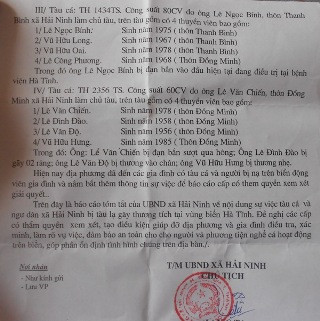 III/ Tàu cá: TH 1434TS. Công suất 80CV do ông Lê Ngọc Bính, thôn Thanh
Bình xã Hải Ninh làm chủ tàu, trên tàu gồm có 4 thuyền viên bao gồm:
1/ Lê Ngọc Bính. Sinh năm 1975 ( thôn Thanh Bình)
2/ Vũ Hữu Long. Sinh năm 1967 ( thôn Thanh Bình)
3/ Vũ Hữu Oai. Sinh năm 1978 ( thôn Thanh Bình)
4/ Lê Công Phương. Sinh năm 1968 ( thôn Đồng Minh)
Trong đó ông Lê Ngọc Bính bị đạn bắn vào đầu hiện tại đang điều trị tại bệnh
viện Hà Tĩnh.
IV/ Tàu cá: TH 2356 TS. Công suất 60CV do ông Lê Văn Chiến, thôn Đồng
Minh xã Hải Ninh làm chủ tàu, trên tàu gồm có 4 thuyền viên bao gồm:
1/ Lê Văn Chiến. Sinh năm 1978 ( thôn Đồng Minh)
2/ Lê Đình Đào. Sinh năm 1958 ( thôn Đồng Minh)
3/ Lê Văn Độ. Sinh năm 1956 ( thôn Đồng Minh)
4/ Vũ Hữu Hưng. Sinh năm 1985 ( Thôn Đồng Minh)
Trong đó: Ông: Lê Văn Chiến bị đạn bắn sượt qua hông; Ông Lê Đình Đào bị
gãy 02 răng; ông Lê Văn Độ bị thương vào chân; ông Vũ Hữu Hưng bị thương nhẹ.
Hiện nay địa phương đã đến các gia đình có tàu cá và người bị nạn trên biển động
viên gia đình và nắm bắt thêm thông tin sự việc để báo cáo cấp có thẩm quyền xem xét
giải quyết..
Trên đây là báo cáo tóm tắt của UBND xã Hải Ninh về nội dung sự việc tàu cá và
ngư dân xã Hải Ninh bị tàu lạ gây thương tích tại vùng biển Hà Tĩnh. Đề nghị các cấp
có thẩm quyền xem xét, tạo điều kiện giúp đỡ địa phương và gia đình điều tra, xác
minh, làm rõ vụ việc, đảm bảo an toàn cho cho người và phương tiện nghề cá hoạt động
trên biển, góp phần ổn định tình hình chung trên địa bàn./.
Nơi nhận
- Như kính gửi
- Lưu VP
T/M UBND XÃ HẢI NINH
CHỦ TỊCH